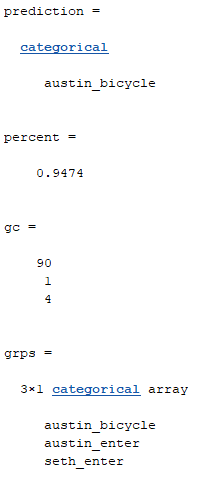 prediction =
categorical
austin_bicycle
percent =
0.9474
gc =
90
1
4
grps =
3×1 categorical array
austin_bicycle
austin_enter
seth_enter